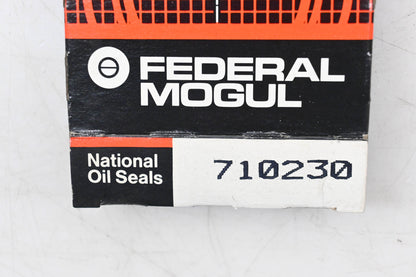 FEDERAL
MOGUL
National
Oil Seals
710230